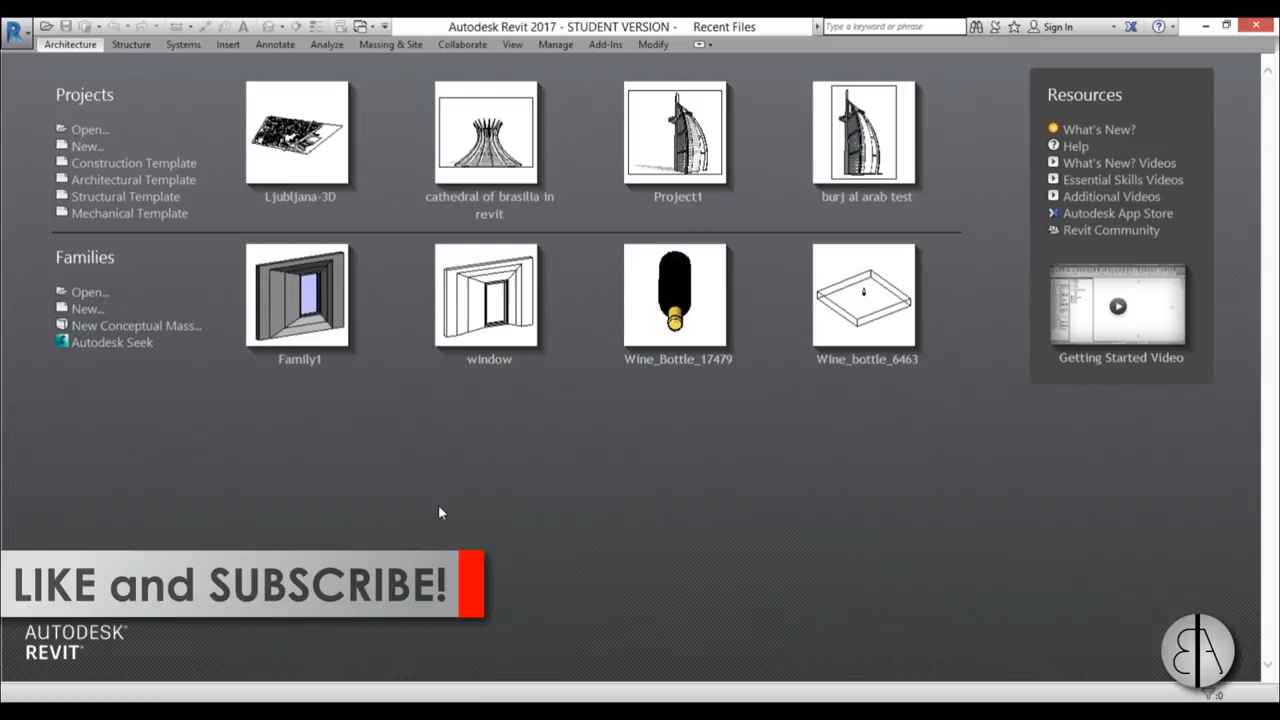 Autodesk Revit 2017 - STUDENT VERSION - Recent Files
Type a keyword or phrase
Sign In
Architecture Structure Systems Insert Annotate Analyze Massing & Site Collaborate View Manage Add-Ins Modify
Projects
Open...
New...
Construction Template
Architectural Template
Structural Template
Mechanical Template
Ljubljana-3D
cathedral of brasilia in
revit
Project1
burj al arab test
Families
Open...
New...
New Conceptual Mass...
Autodesk Seek
Family1
window
Wine_Bottle_17479
Wine_bottle_6463
Resources
What's New?
Help
What's New? Videos
Essential Skills Videos
Additional Videos
Autodesk App Store
Revit Community
Getting Started Video
LIKE and SUBSCRIBE!
AUTODESK®
REVIT®
:0